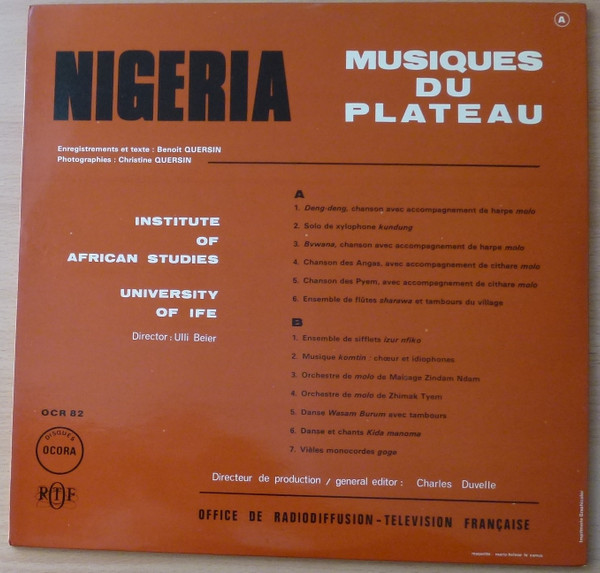 A
NIGERIA
MUSIQUES
DU
PLATEAU
Enregistrements et texte : Benoit QUERSIN
Photographies : Christine QUERSIN
INSTITUTE
OF
AFRICAN STUDIES
UNIVERSITY
OF IFE
Director : Ulli Beier
A
1. Dang-dang, chanson avec accompagnement de harpe molo
2. Solo de xylophone kundung
3. Bvwana, chanson avec accompagnement de harpe molo
4. Chanson des Angas, avec accompagnement de cithare molo
5. Chanson des Pyem, avec accompagnement de cithare molo
6. Ensemble de flûtes sharawa et tambours du village
B
1. Ensemble de sifflets izur nfiko
2. Musique komtin : chœur et idiophones
3. Orchestre de molo de Zindam Ndam
4. Orchestre de molo de Zhimak Tyem
5. Danse Wasam Burum avec tambours
6. Danse et chants Kida manoma
7. Vièles monocordes goge
OCR 82
DISQUES
OCORA
RTF
Directeur de production / general editor : Charles Duvelle
OFFICE DE RADIODIFFUSION - TELEVISION FRANÇAISE
Imprimerie